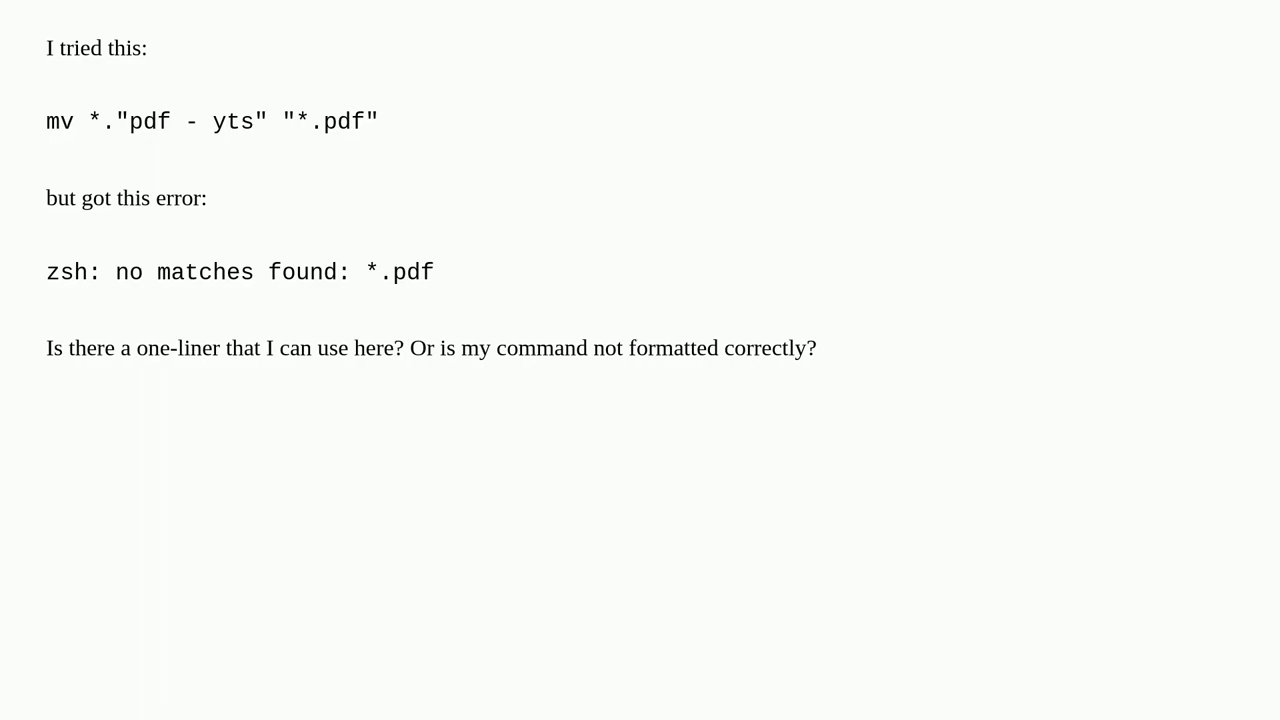 I tried this:
mv *."pdf - yts" "*.pdf"
but got this error:
zsh: no matches found: *.pdf
Is there a one-liner that I can use here? Or is my command not formatted correctly?